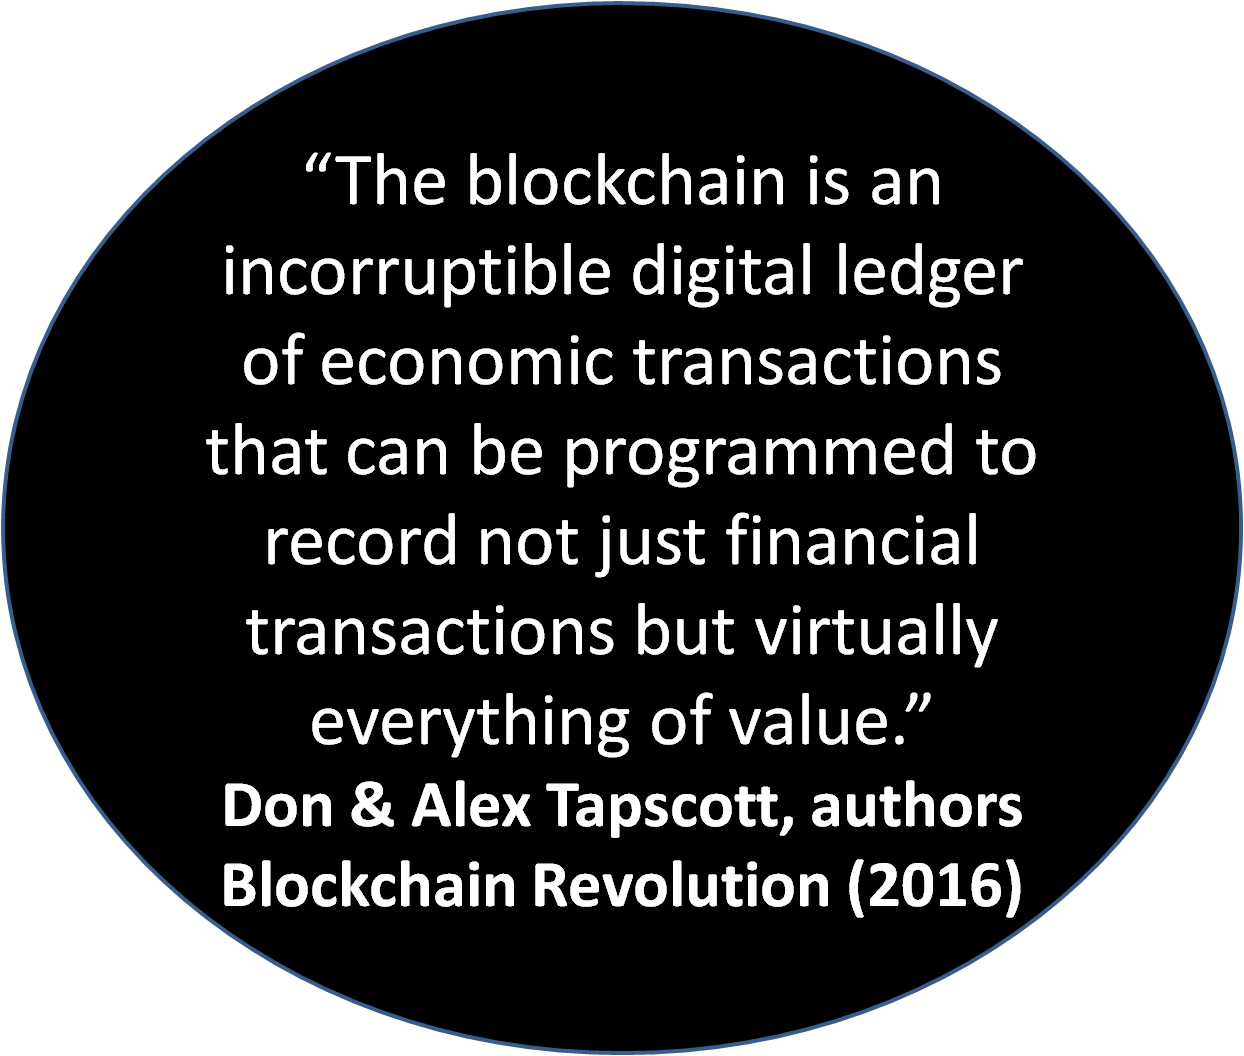 “The blockchain is an
incorruptible digital ledger
of economic transactions
that can be programmed to
record not just financial
transactions but virtually
everything of value.”
Don & Alex Tapscott, authors
Blockchain Revolution (2016)